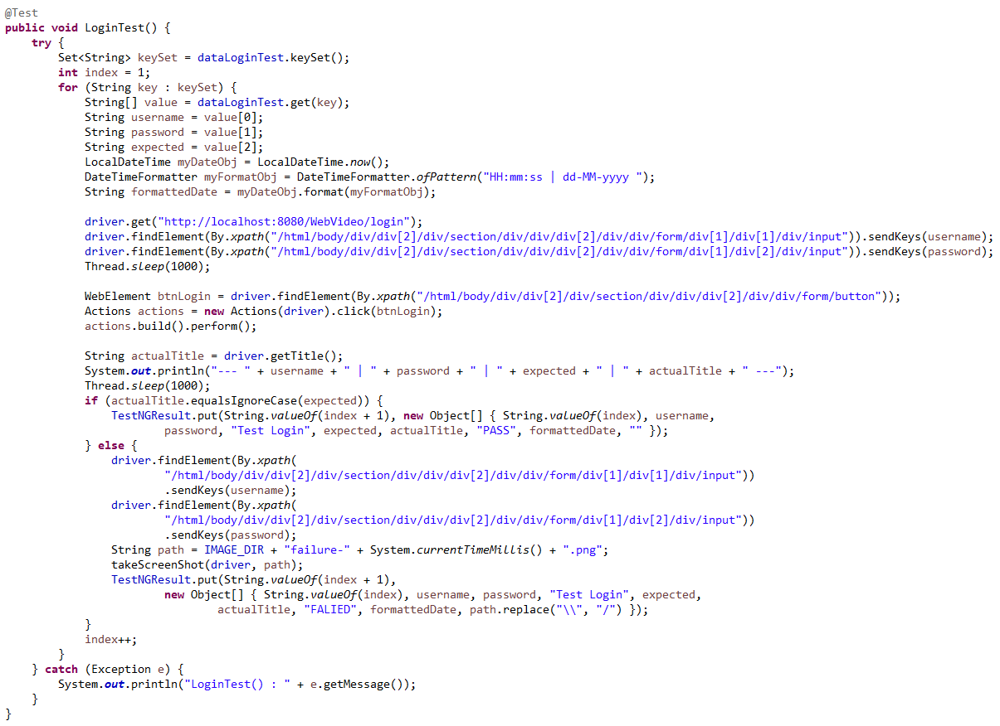 @Test
public void LoginTest() {
    try {
        Set<String> keySet = dataLoginTest.keySet();
        int index = 1;
        for (String key : keySet) {
            String[] value = dataLoginTest.get(key);
            String username = value[0];
            String password = value[1];
            String expected = value[2];
            LocalDateTime myDateObj = LocalDateTime.now();
            DateTimeFormatter myFormatObj = DateTimeFormatter.ofPattern("HH:mm:ss | dd-MM-yyyy ");
            String formattedDate = myDateObj.format(myFormatObj);

            driver.get("http://localhost:8080/WebVideo/login");
            driver.findElement(By.xpath("/html/body/div/div[2]/div/section/div/div/div[2]/div/div/form/div[1]/div[1]/div/input")).sendKeys(username);
            driver.findElement(By.xpath("/html/body/div/div[2]/div/section/div/div/div[2]/div/div/form/div[1]/div[2]/div/input")).sendKeys(password);
            Thread.sleep(1000);

            WebElement btnLogin = driver.findElement(By.xpath("/html/body/div/div[2]/div/section/div/div/div[2]/div/div/form/button"));
            Actions actions = new Actions(driver).click(btnLogin);
            actions.build().perform();

            String actualTitle = driver.getTitle();
            System.out.println("--- " + username + " | " + password + " | " + expected + " | " + actualTitle + " ---");
            Thread.sleep(1000);
            if (actualTitle.equalsIgnoreCase(expected)) {
                TestNGResult.put(String.valueOf(index + 1), new Object[] { String.valueOf(index), username,
                        password, "Test Login", expected, actualTitle, "PASS", formattedDate, "" });
            } else {
                driver.findElement(By.xpath(
                        "/html/body/div/div[2]/div/section/div/div/div[2]/div/div/form/div[1]/div[1]/div/input"))
                        .sendKeys(username);
                driver.findElement(By.xpath(
                        "/html/body/div/div[2]/div/section/div/div/div[2]/div/div/form/div[1]/div[2]/div/input"))
                        .sendKeys(password);
                String path = IMAGE_DIR + "failure-" + System.currentTimeMillis() + ".png";
                takeScreenShot(driver, path);
                TestNGResult.put(String.valueOf(index + 1),
                        new Object[] { String.valueOf(index), username, password, "Test Login", expected,
                                actualTitle, "FALIED", formattedDate, path.replace("\\", "/") });
            }
            index++;
        }
    } catch (Exception e) {
        System.out.println("LoginTest() : " + e.getMessage());
    }
}